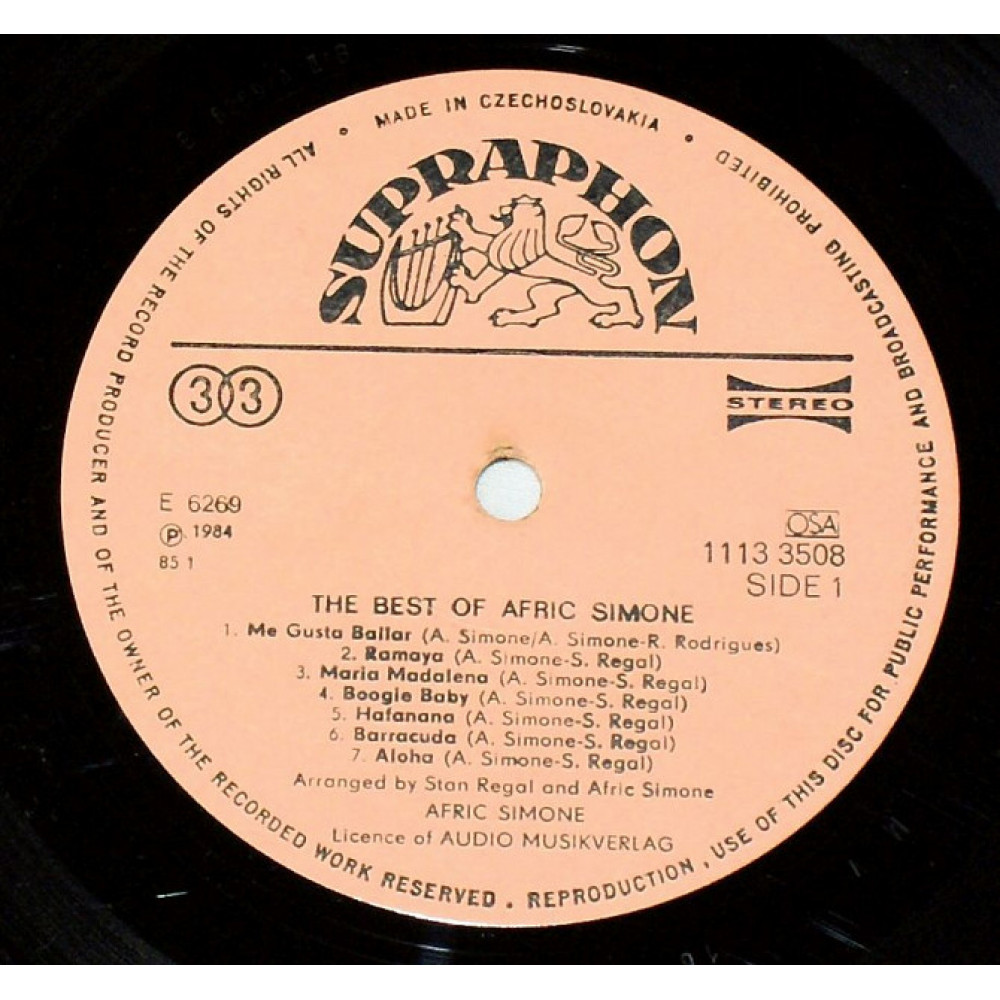 MADE IN CZECHOSLOVAKIA
ALL RIGHTS OF THE RECORD PRODUCER AND OF THE OWNER OF THE RECORDED WORK RESERVED . REPRODUCTION , USE OF THIS DISC FOR PUBLIC PERFORMANCE AND BROADCASTING PROHIBITED
SUPRAPHON
33
STEREO
E 6269
℗ 1984
85 1
OSA
1113 3508
SIDE 1
THE BEST OF AFRIC SIMONE
1. Me Gusta Bailar (A. Simone/A. Simone-R. Rodrigues)
2. Ramaya (A. Simone-S. Regal)
3. Maria Madalena (A. Simone-S. Regal)
4. Boogie Baby (A. Simone-S. Regal)
5. Hafanana (A. Simone-S. Regal)
6. Barracuda (A. Simone-S. Regal)
7. Aloha (A. Simone-S. Regal)
Arranged by Stan Regal and Afric Simone
AFRIC SIMONE
Licence of AUDIO MUSIKVERLAG